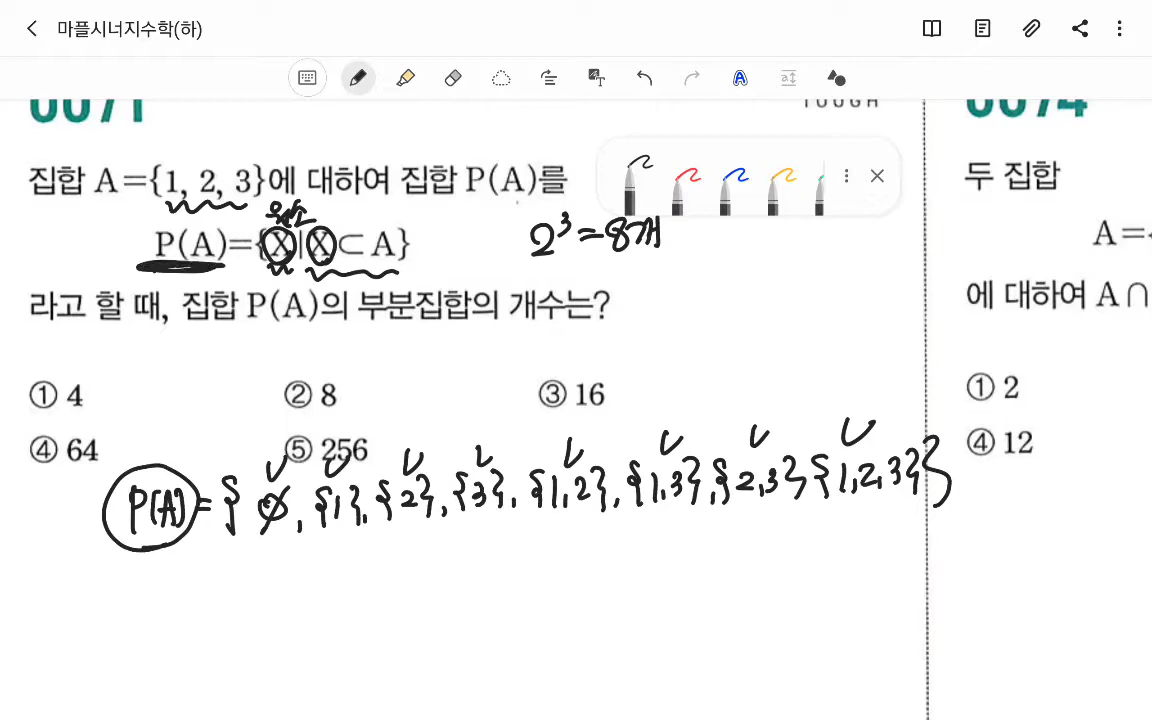 마플시너지수학(하)
0071
TOUGH
집합 A={1, 2, 3}에 대하여 집합 P(A)를
원소
P(A)={X|X⊂A}
2³=8개
라고 할 때, 집합 P(A)의 부분집합의 개수는?
① 4 ② 8 ③ 16
④ 64 ⑤ 256
P(A)={ ∅, {1}, {2}, {3}, {1,2}, {1,3}, {2,3} {1,2,3}}
0074
두 집합
A=
에 대하여 A∩
① 2
④ 12